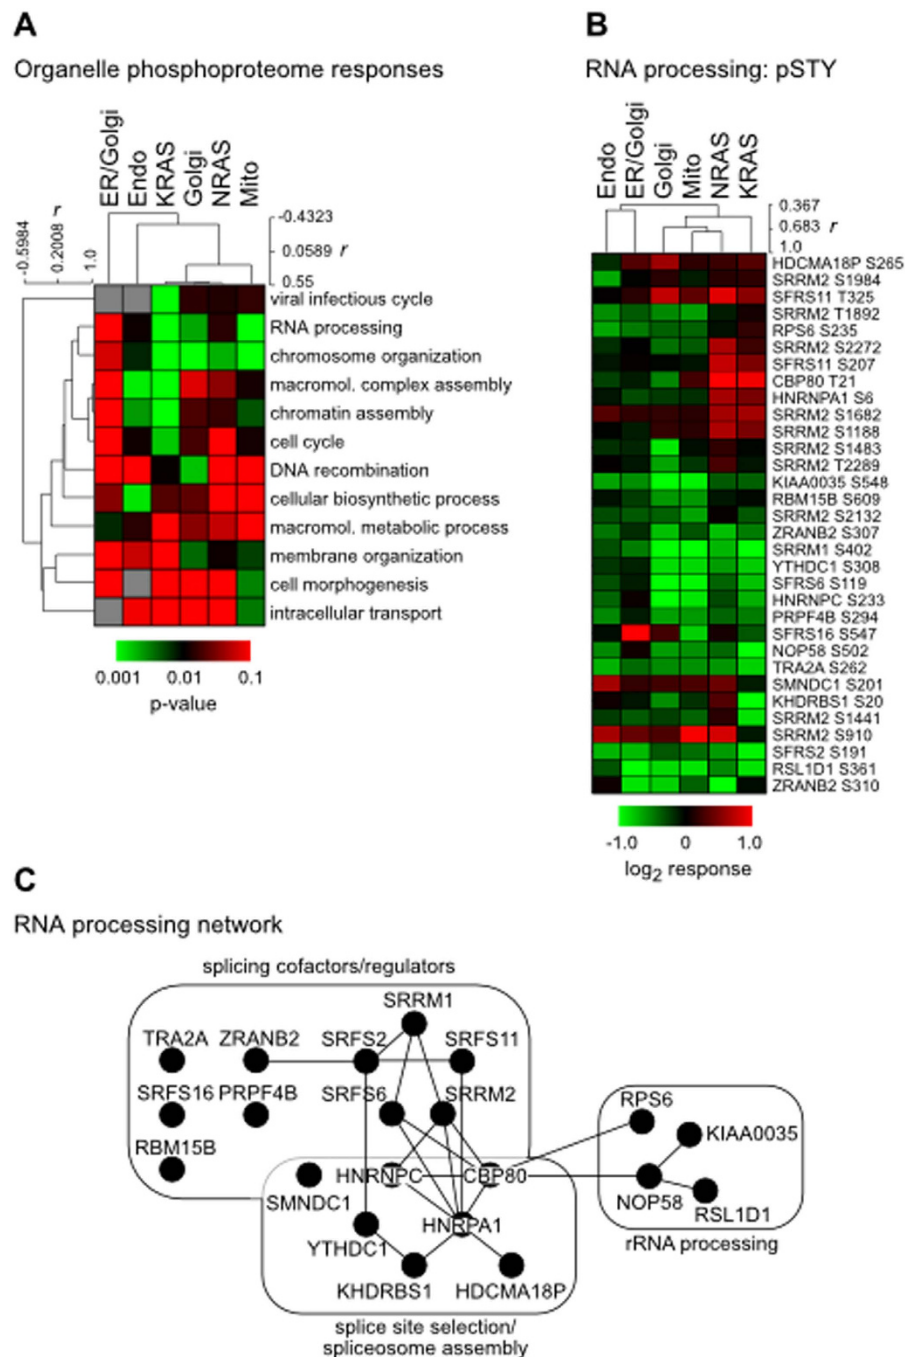 A
Organelle phosphoproteome responses
ER/Golgi
Endo
KRAS
Golgi
NRAS
Mito
r
-0.5984
0.2008
1.0
-0.4323
0.0589 r
0.55
viral infectious cycle
RNA processing
chromosome organization
macromol. complex assembly
chromatin assembly
cell cycle
DNA recombination
cellular biosynthetic process
macromol. metabolic process
membrane organization
cell morphogenesis
intracellular transport
0.001 0.01 0.1
p-value
B
RNA processing: pSTY
Endo
ER/Golgi
Golgi
Mito
NRAS
KRAS
0.367
0.683 r
1.0
HDCMA18P S265
SRRM2 S1984
SFRS11 T325
SRRM2 T1892
RPS6 S235
SRRM2 S2272
SFRS11 S207
CBP80 T21
HNRNPA1 S6
SRRM2 S1682
SRRM2 S1188
SRRM2 S1483
SRRM2 T2289
KIAA0035 S548
RBM15B S609
SRRM2 S2132
ZRANB2 S307
SRRM1 S402
YTHDC1 S308
SFRS6 S119
HNRNPC S233
PRPF4B S294
SFRS16 S547
NOP58 S502
TRA2A S262
SMNDC1 S201
KHDRBS1 S20
SRRM2 S1441
SRRM2 S910
SFRS2 S191
RSL1D1 S361
ZRANB2 S310
-1.0 0 1.0
log2 response
C
RNA processing network
splicing cofactors/regulators
SRRM1
TRA2A ZRANB2 SRFS2 SRFS11
SRFS16 PRPF4B SRFS6 SRRM2
RBM15B
RPS6
KIAA0035
HNRNPC CBP80
SMNDC1
NOP58
RSL1D1
HNRPA1
YTHDC1
rRNA processing
KHDRBS1 HDCMA18P
splice site selection/
spliceosome assembly